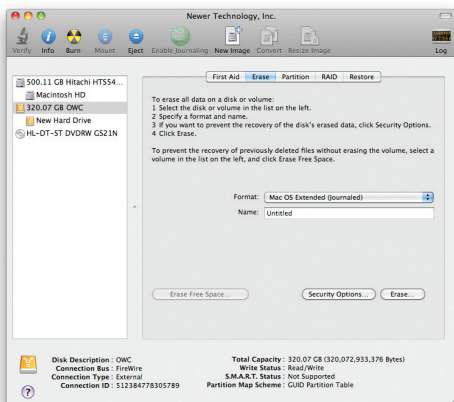 Newer Technology, Inc.
Verify Info Burn Mount Eject Enable Journaling New Image Convert Resize Image Log
First Aid Erase Partition RAID Restore
500.11 GB Hitachi HTS54...
Macintosh HD
320.07 GB OWC
New Hard Drive
HL-DT-ST DVDRW GS21N
To erase all data on a disk or volume:
1 Select the disk or volume in the list on the left.
2 Specify a format and name.
3 If you want to prevent the recovery of the disk's erased data, click Security Options.
4 Click Erase.
To prevent the recovery of previously deleted files without erasing the volume, select a
volume in the list on the left, and click Erase Free Space.
Format: Mac OS Extended (Journaled)
Name: Untitled
Erase Free Space... Security Options... Erase...
Disk Description : OWC
Connection Bus : FireWire
Connection Type : External
Connection ID : 512384778305789
Total Capacity : 320.07 GB (320,072,933,376 Bytes)
Write Status : Read/Write
S.M.A.R.T. Status : Not Supported
Partition Map Scheme : GUID Partition Table
?